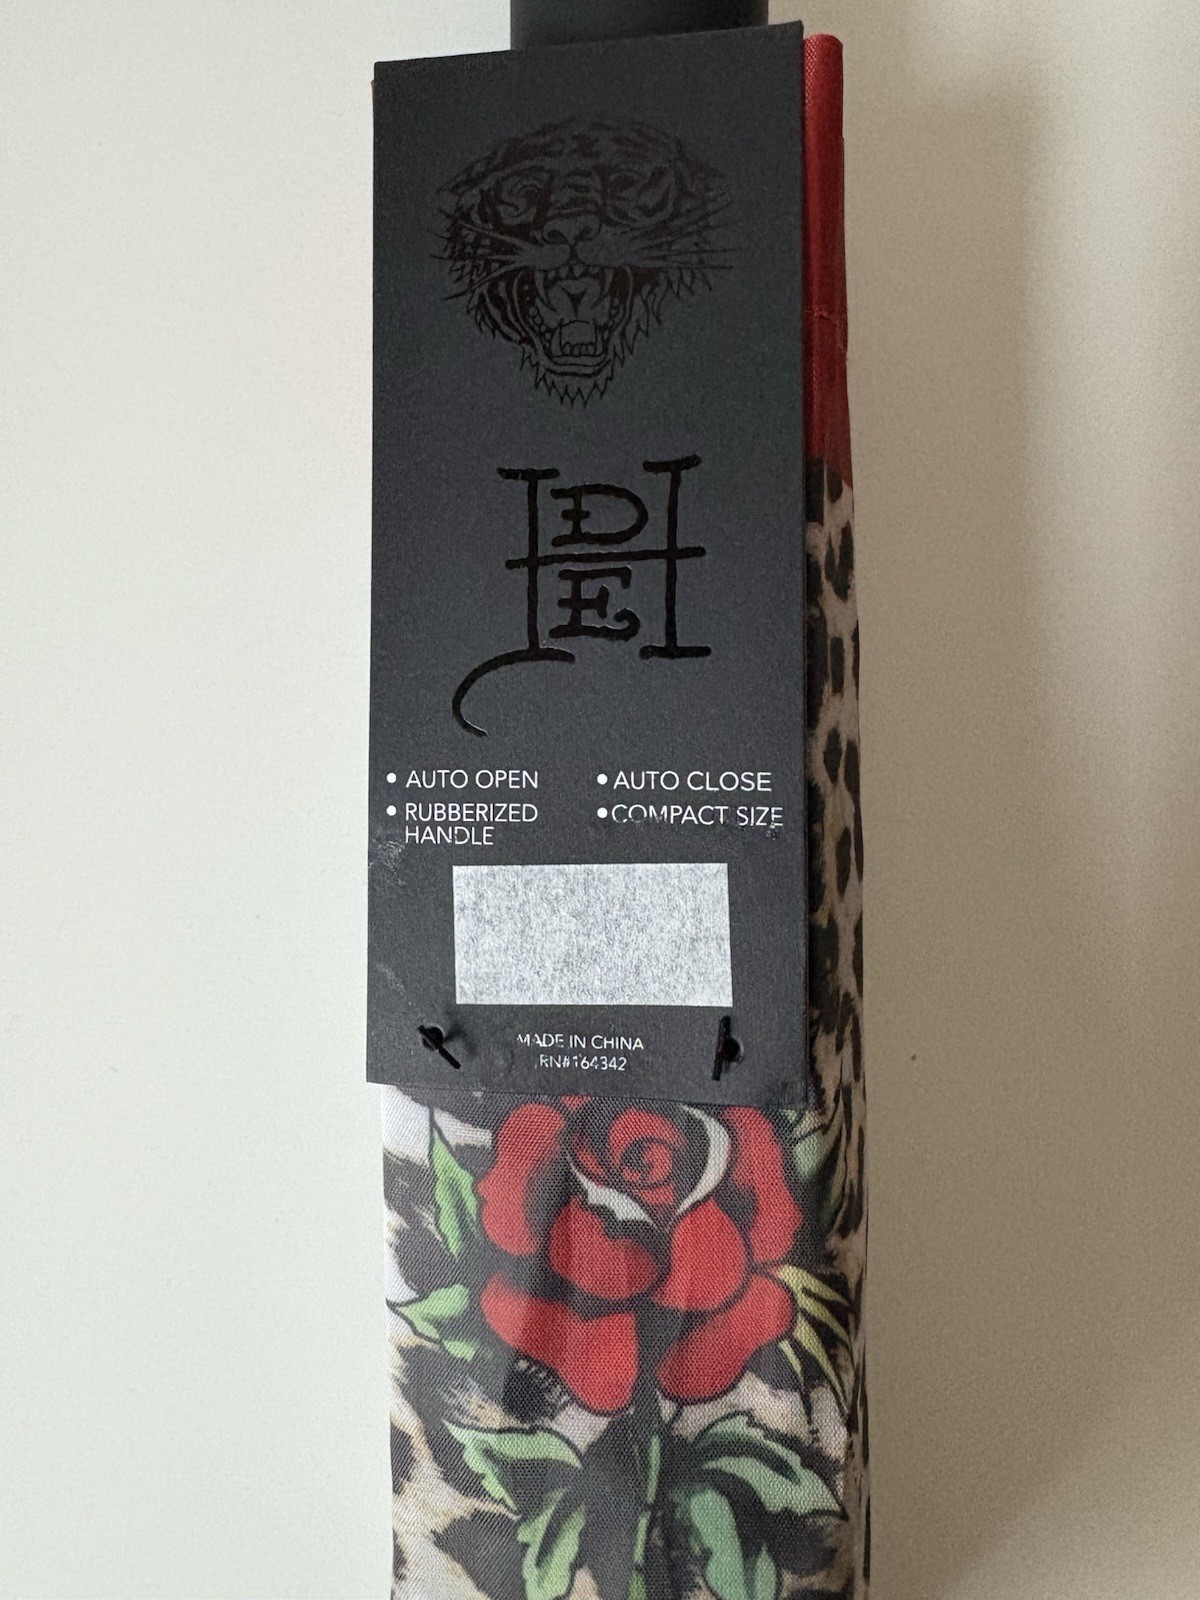 D
E
H
• AUTO OPEN
• AUTO CLOSE
• RUBBERIZED
HANDLE
• COMPACT SIZE
MADE IN CHINA
RN#164342